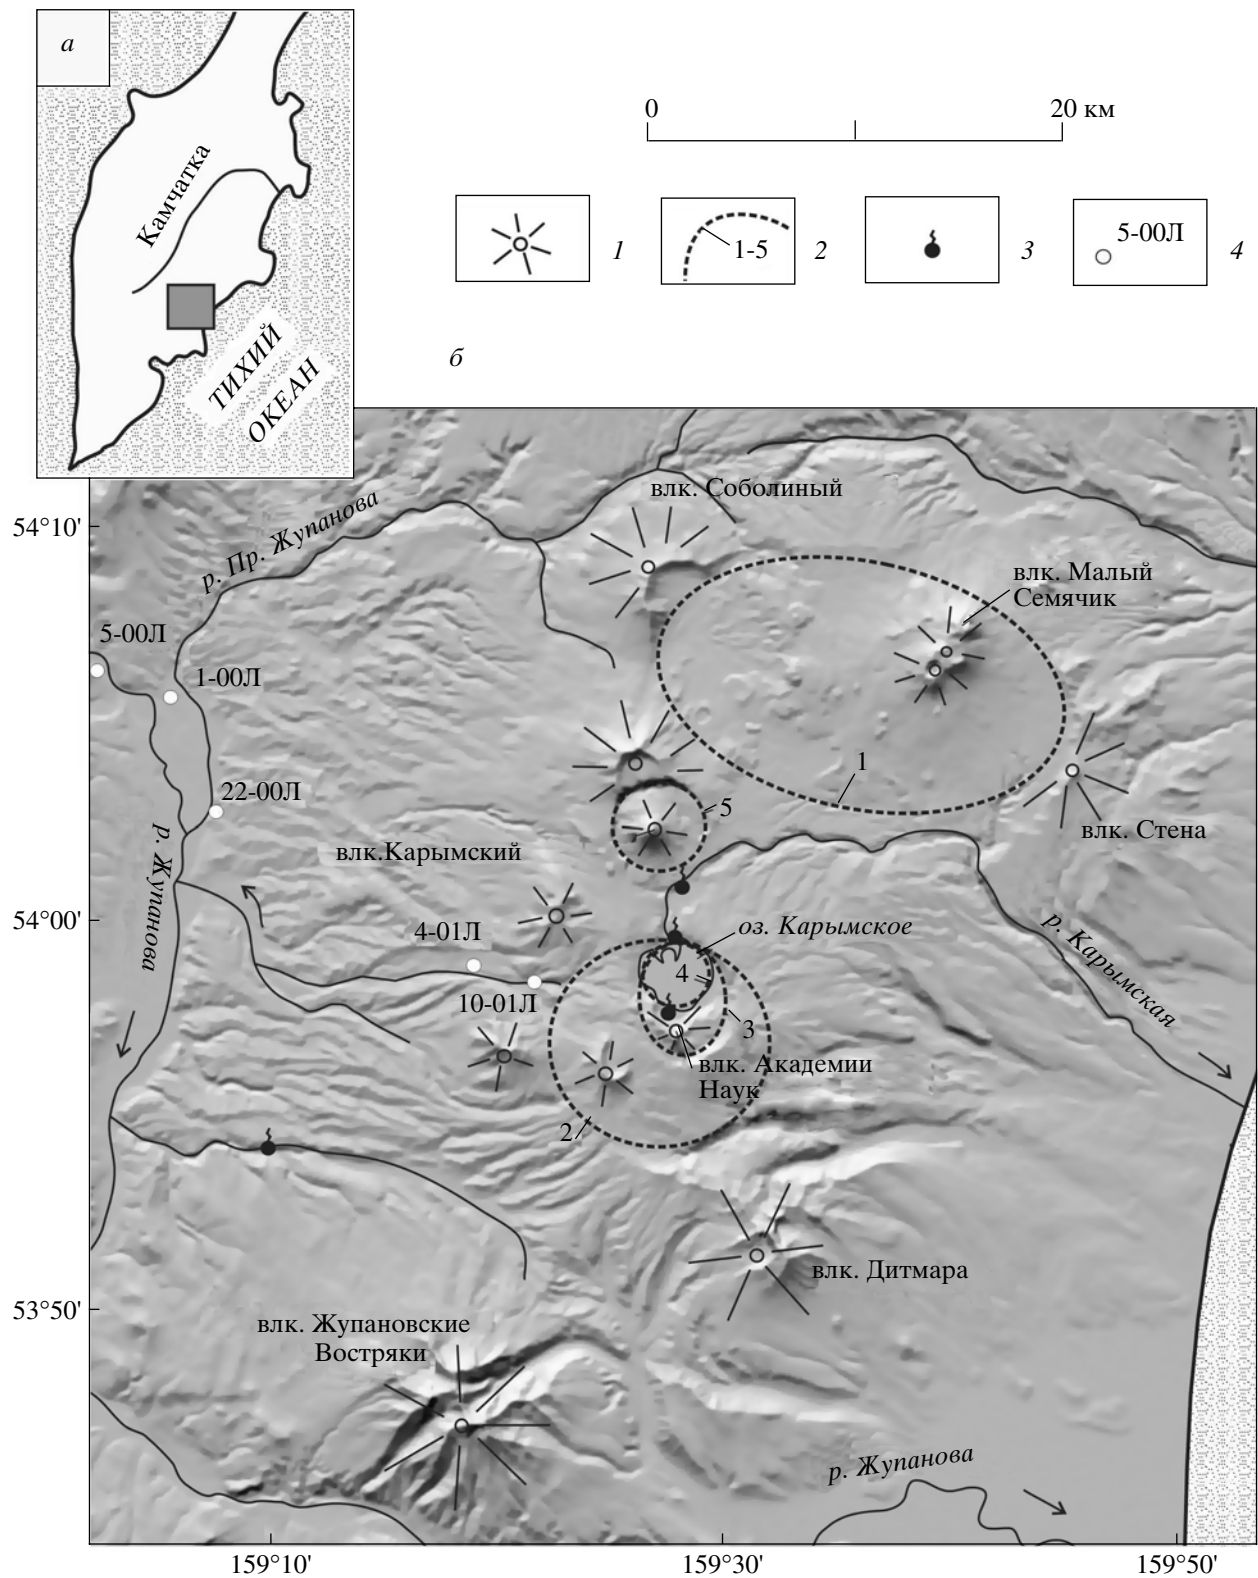 а
Камчатка
ТИХИЙ
ОКЕАН
0
20 км
1
1-5
2
3
5-00Л
4
б
влк. Соболиный
54°10'
р. Пр. Жупанова
влк. Малый
Семячик
5-00Л
1-00Л
1
22-00Л
5
р. Жупанова
влк. Стена
влк.Карымский
54°00'
4-01Л
оз. Карымское
р. Карымская
4
10-01Л
3
влк. Академии
Наук
2
влк. Дитмара
53°50'
влк. Жупановские
Востряки
р. Жупанова
159°10'
159°30'
159°50'